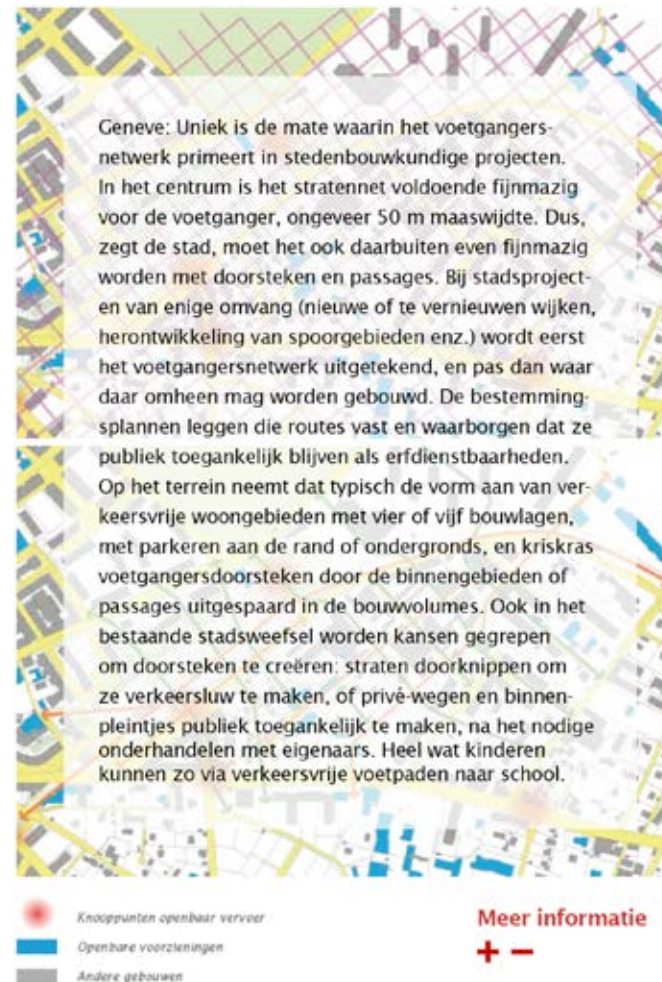 Geneve: Uniek is de mate waarin het voetgangers-
netwerk primeert in stedenbouwkundige projecten.
In het centrum is het stratennet voldoende fijnmazig
voor de voetganger, ongeveer 50 m maaswijdte. Dus,
zegt de stad, moet het ook daarbuiten even fijnmazig
worden met doorsteken en passages. Bij stadsproject-
en van enige omvang (nieuwe of te vernieuwen wijken,
herontwikkeling van spoorgebieden enz.) wordt eerst
het voetgangersnetwerk uitgetekend, en pas dan waar
daar omheen mag worden gebouwd. De bestemming-
splannen leggen die routes vast en waarborgen dat ze
publiek toegankelijk blijven als erfdienstbaarheden.
Op het terrein neemt dat typisch de vorm aan van ver-
keersvrije woongebieden met vier of vijf bouwlagen,
met parkeren aan de rand of ondergronds, en kriskras
voetgangersdoorsteken door de binnengebieden of
passages uitgespaard in de bouwvolumes. Ook in het
bestaande stadsweefsel worden kansen gegrepen
om doorsteken te creëren: straten doorknippen om
ze verkeersluw te maken, of privé-wegen en binnen-
pleintjes publiek toegankelijk te maken, na het nodige
onderhandelen met eigenaars. Heel wat kinderen
kunnen zo via verkeersvrije voetpaden naar school.
Knooppunten openbaar vervoer
Openbare voorzieningen
Andere gebouwen
Meer informatie
+ −